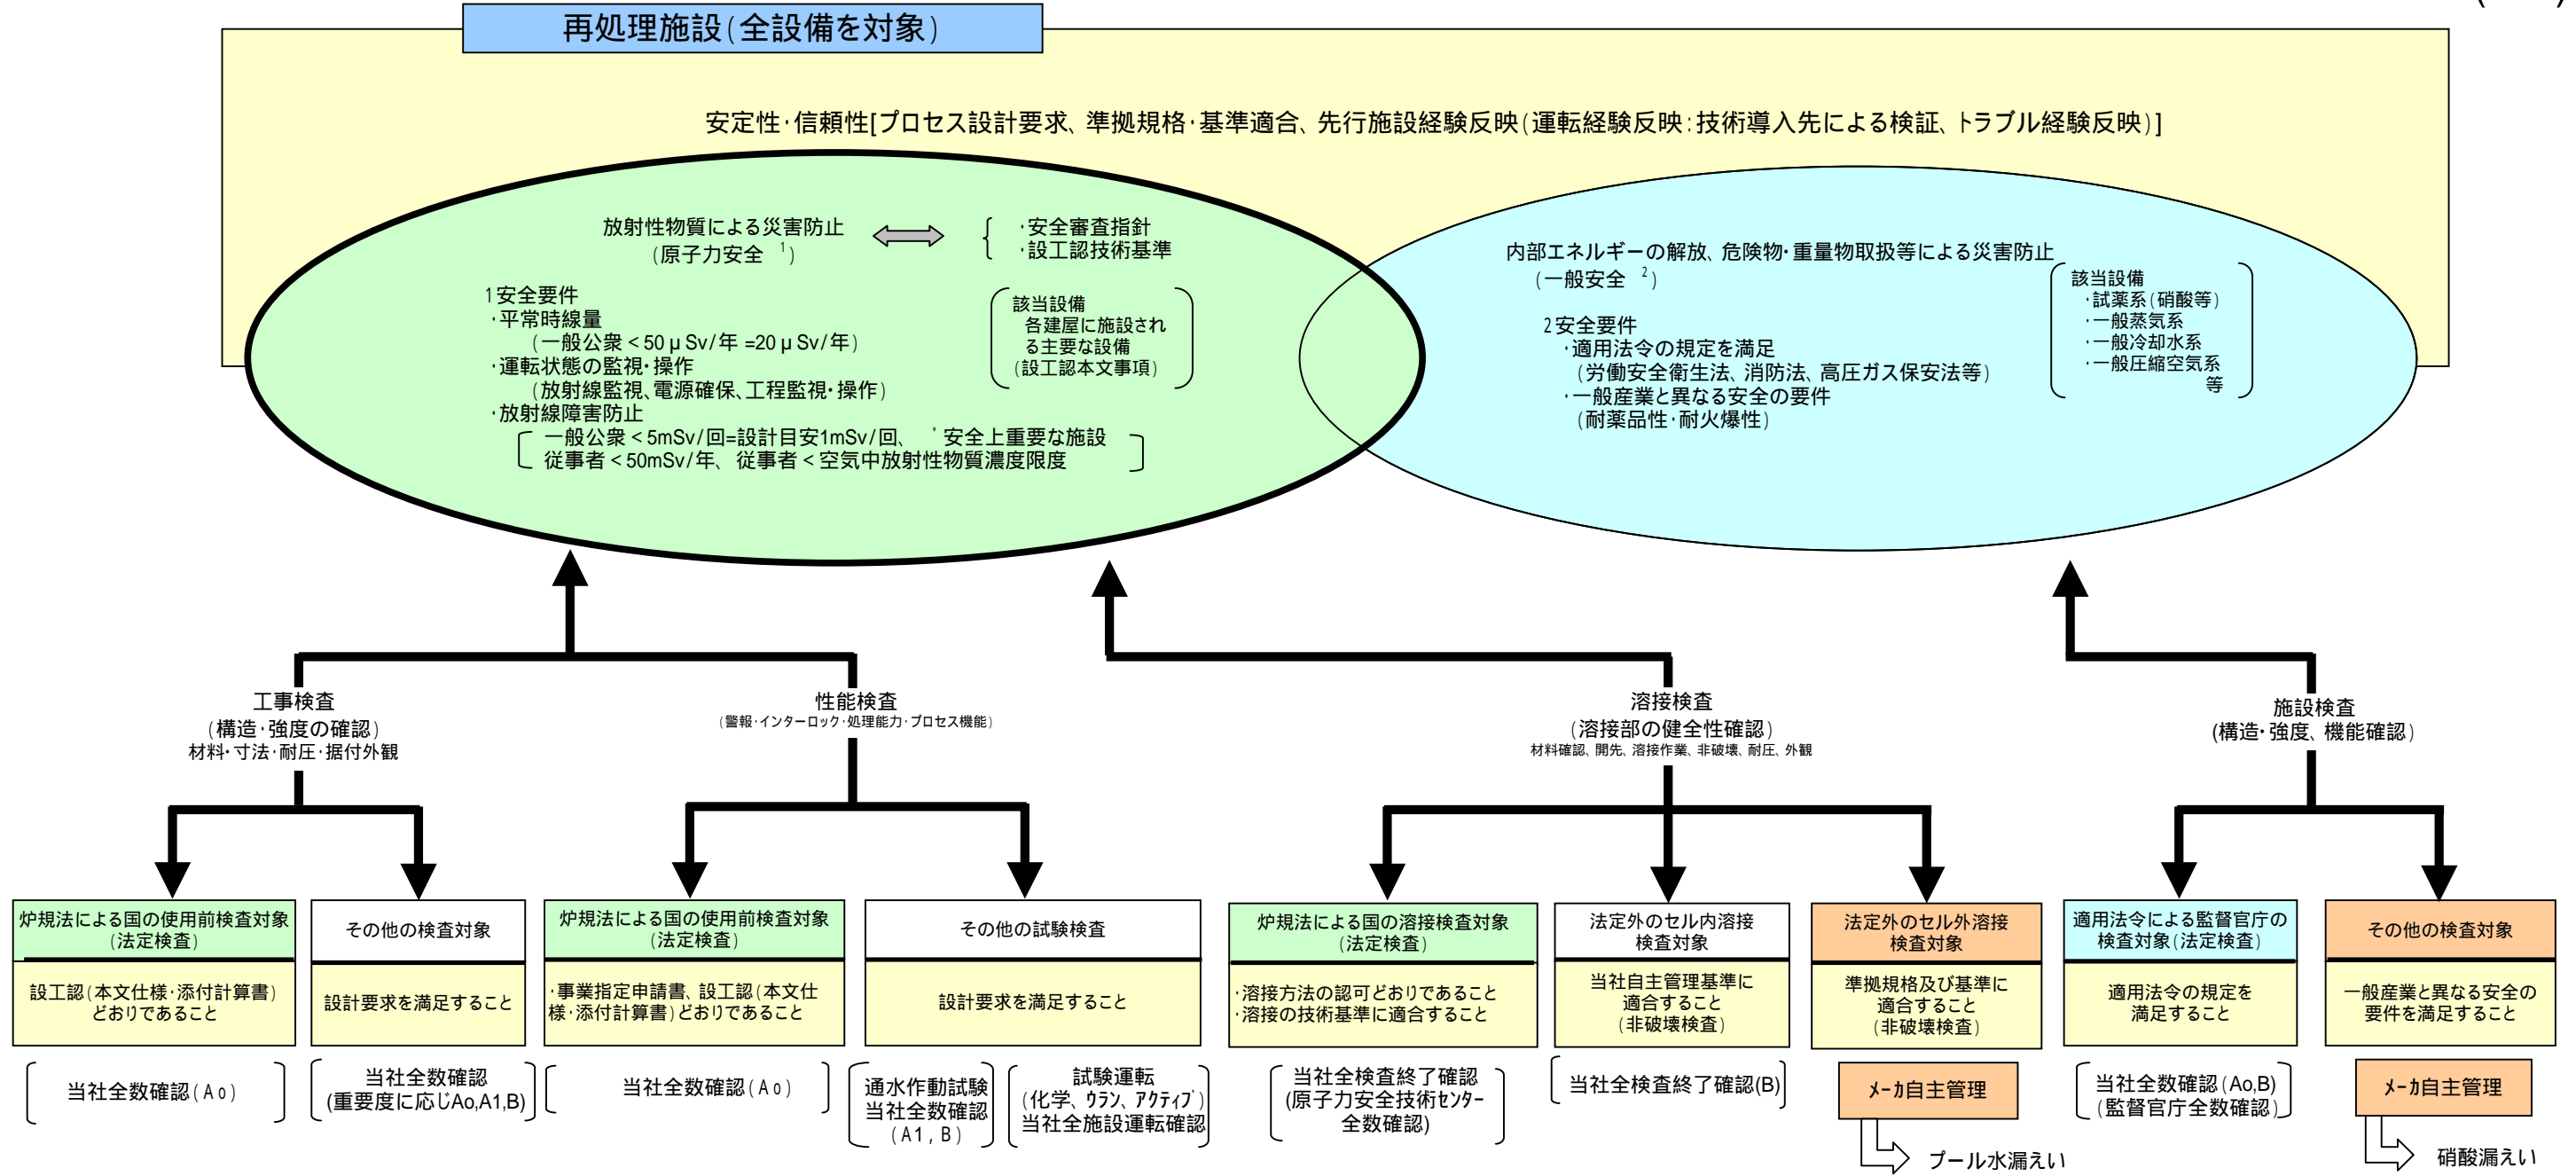 再処理施設(全設備を対象)
安定性・信頼性[プロセス設計要求、準拠規格・基準適合、先行施設経験反映(運転経験反映:技術導入先による検証、トラブル経験反映)]
放射性物質による災害防止
(原子力安全 1)
・安全審査指針
・設工認技術基準
1安全要件
・平常時線量
(一般公衆<50μSv/年=20μSv/年)
・運転状態の監視・操作
(放射線監視、電源確保、工程監視・操作)
・放射線障害防止
一般公衆<5mSv/回=設計目安1mSv/回、 *安全上重要な施設
従事者<50mSv/年、従事者<空気中放射性物質濃度限度
該当設備
各建屋に施設され
る主要な設備
(設工認本文事項)
内部エネルギーの解放、危険物・重量物取扱等による災害防止
(一般安全 2)
2安全要件
・適用法令の規定を満足
(労働安全衛生法、消防法、高圧ガス保安法等)
・一般産業と異なる安全の要件
(耐薬品性・耐火爆性)
該当設備
・試薬系(硝酸等)
・一般蒸気系
・一般冷却水系
・一般圧縮空気系
等
工事検査
(構造・強度の確認)
材料・寸法・耐圧・据付外観
性能検査
(警報・インターロック・処理能力・プロセス機能)
溶接検査
(溶接部の健全性確認)
材料確認、開先、溶接作業、非破壊、耐圧、外観
施設検査
(構造・強度、機能確認)
炉規法による国の使用前検査対象
(法定検査)
設工認(本文仕様・添付計算書)
どおりであること
当社全数確認(Ao)
その他の検査対象
設計要求を満足すること
当社全数確認
(重要度に応じAo,A1,B)
炉規法による国の使用前検査対象
(法定検査)
・事業指定申請書、設工認(本文仕
様・添付計算書)どおりであること
当社全数確認(Ao)
その他の試験検査
設計要求を満足すること
通水作動試験
当社全数確認
(A1,B)
試験運転
(化学、ウラン、アクティブ)
当社全施設運転確認
炉規法による国の溶接検査対象
(法定検査)
・溶接方法の認可どおりであること
・溶接の技術基準に適合すること
当社全検査終了確認
(原子力安全技術センター
全数確認)
法定外のセル内溶接
検査対象
当社自主管理基準に
適合すること
(非破壊検査)
当社全検査終了確認(B)
法定外のセル外溶接
検査対象
準拠規格及び基準に
適合すること
(非破壊検査)
メーカ自主管理
プール水漏えい
適用法令による監督官庁の
検査対象(法定検査)
適用法令の規定を
満足すること
当社全数確認(Ao,B)
(監督官庁全数確認)
その他の検査対象
一般産業と異なる安全の
要件を満足すること
メーカ自主管理
硝酸漏えい